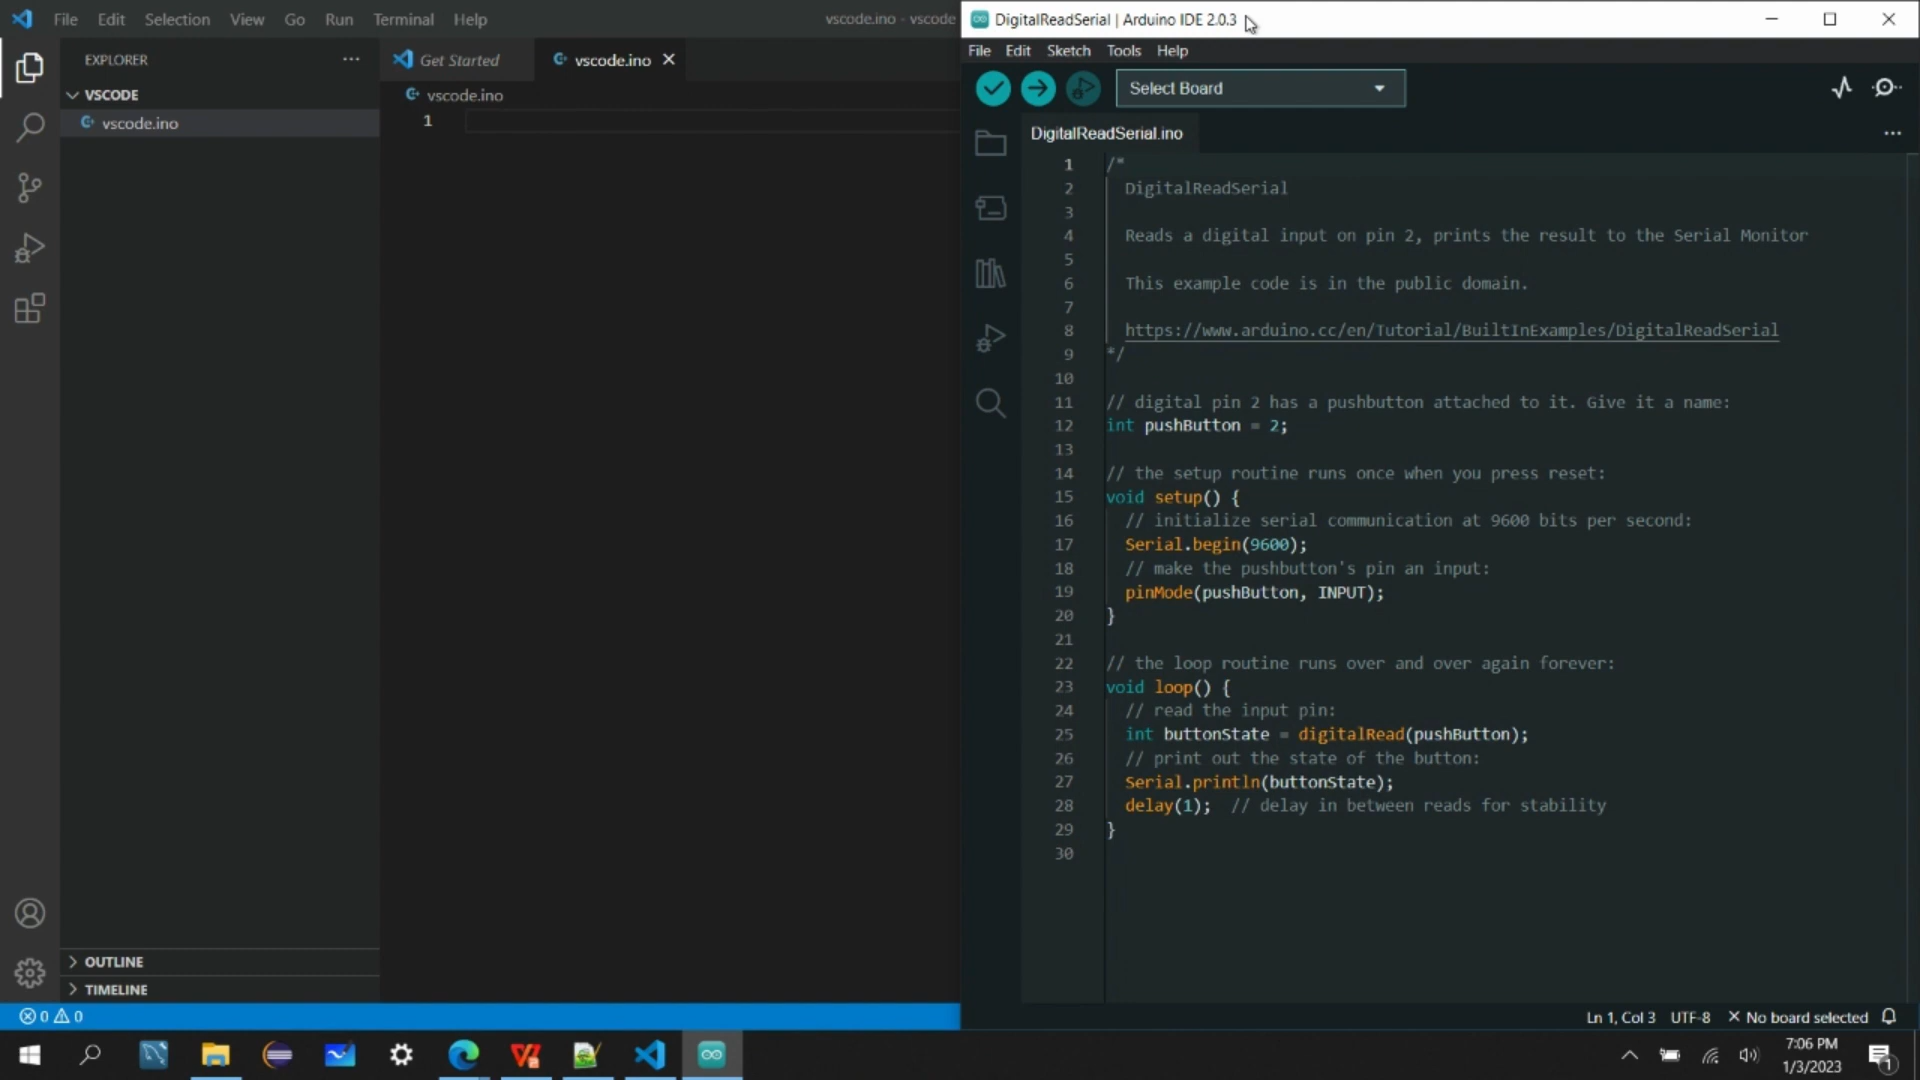 File Edit Selection View Go Run Terminal Help
vscode.ino - vscode
EXPLORER
VSCODE
vscode.ino
OUTLINE
TIMELINE
Get Started
vscode.ino
vscode.ino
1
0 0
DigitalReadSerial | Arduino IDE 2.0.3
File Edit Sketch Tools Help
Select Board
DigitalReadSerial.ino
1 /*
2 DigitalReadSerial
3
4 Reads a digital input on pin 2, prints the result to the Serial Monitor
5
6 This example code is in the public domain.
7
8 https://www.arduino.cc/en/Tutorial/BuiltInExamples/DigitalReadSerial
9 */
10
11 // digital pin 2 has a pushbutton attached to it. Give it a name:
12 int pushButton = 2;
13
14 // the setup routine runs once when you press reset:
15 void setup() {
16 // initialize serial communication at 9600 bits per second:
17 Serial.begin(9600);
18 // make the pushbutton's pin an input:
19 pinMode(pushButton, INPUT);
20 }
21
22 // the loop routine runs over and over again forever:
23 void loop() {
24 // read the input pin:
25 int buttonState = digitalRead(pushButton);
26 // print out the state of the button:
27 Serial.println(buttonState);
28 delay(1); // delay in between reads for stability
29 }
30
Ln 1, Col 3 UTF-8 No board selected
7:06 PM
1/3/2023
1